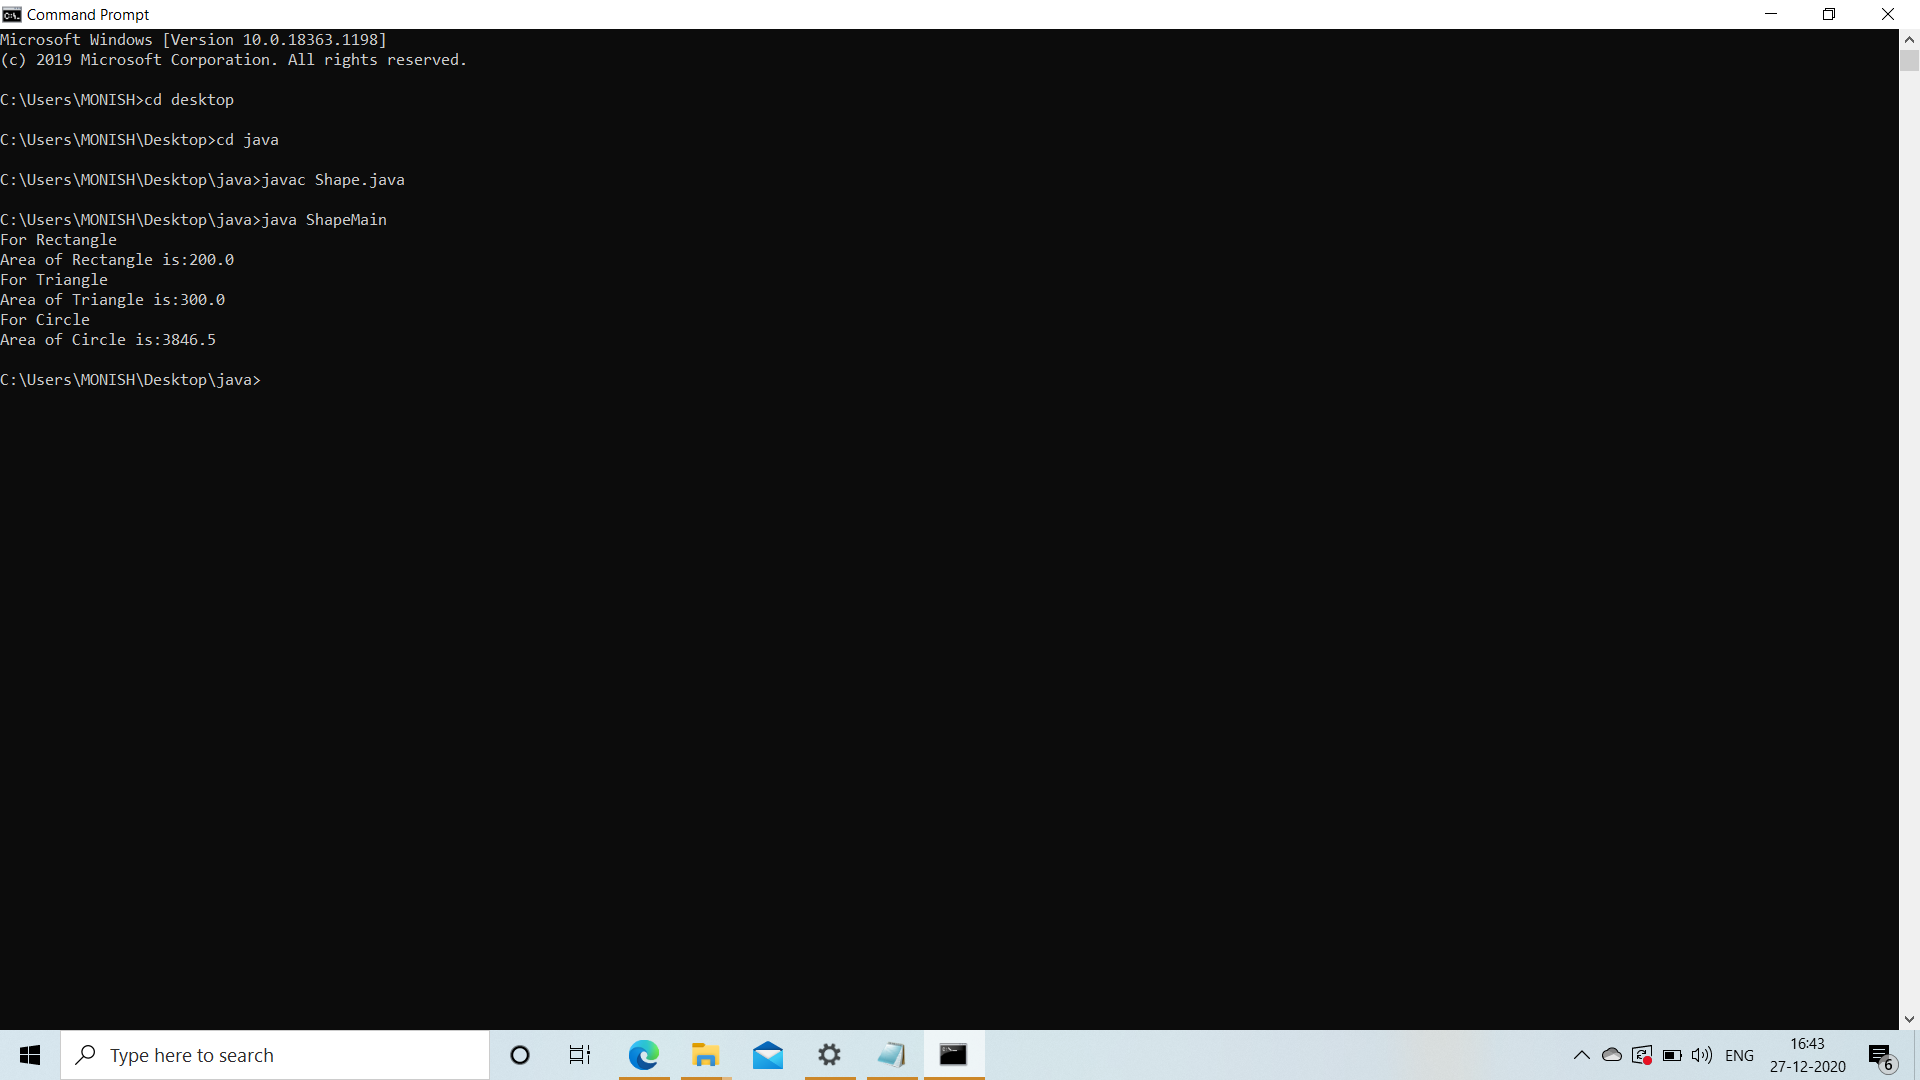 Command Prompt
Microsoft Windows [Version 10.0.18363.1198]
(c) 2019 Microsoft Corporation. All rights reserved.
C:\Users\MONISH>cd desktop
C:\Users\MONISH\Desktop>cd java
C:\Users\MONISH\Desktop\java>javac Shape.java
C:\Users\MONISH\Desktop\java>java ShapeMain
For Rectangle
Area of Rectangle is:200.0
For Triangle
Area of Triangle is:300.0
For Circle
Area of Circle is:3846.5
C:\Users\MONISH\Desktop\java>
Type here to search
ENG
16:43
27-12-2020
6